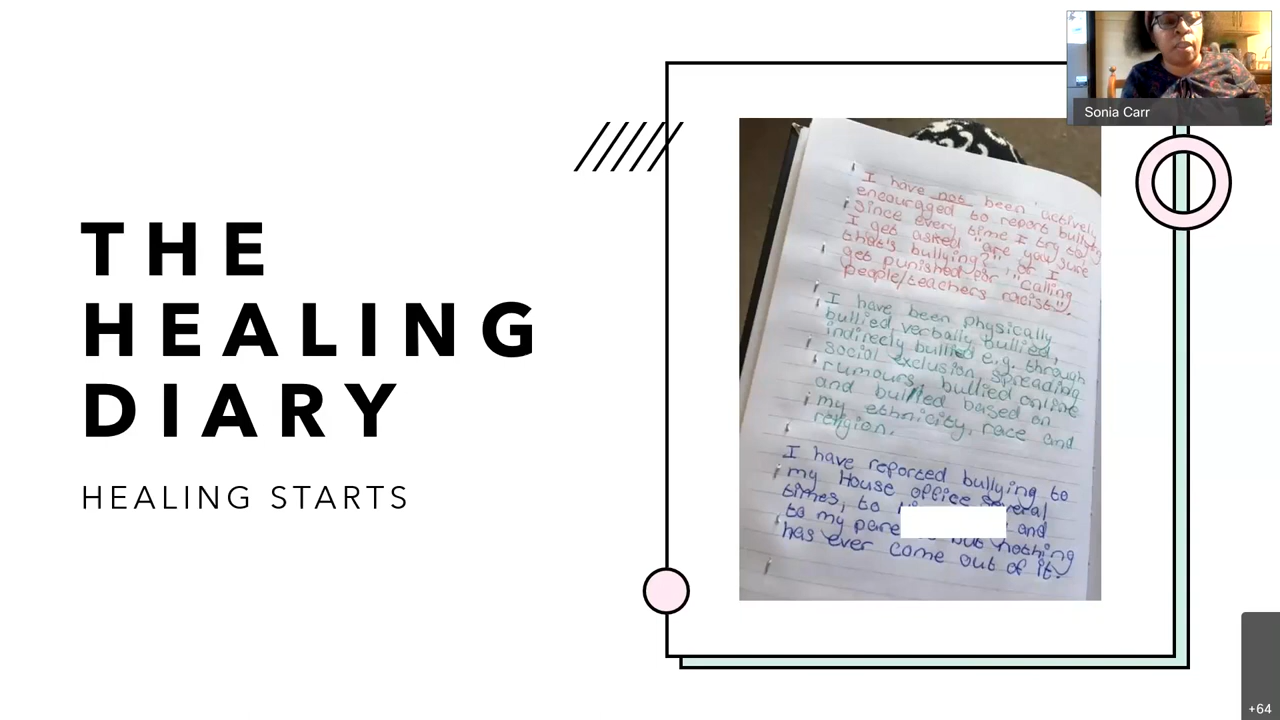 THE
HEALING
DIARY
HEALING STARTS
I have not been actively
encouraged to report bullying
since every time I try to
I get asked "are you sure
that's bullying?" or I
get punished for "calling
people/teachers racist".
I have been physically
bullied verbally bullied,
indirectly bullied e.g. through
social exclusion spreading
rumours, bullied online
and bullied based on
my ethnicity, race and
religion.
I have reported bullying to
my House office several
times, to
to my and
has ever come out of it.
Sonia Carr
+64